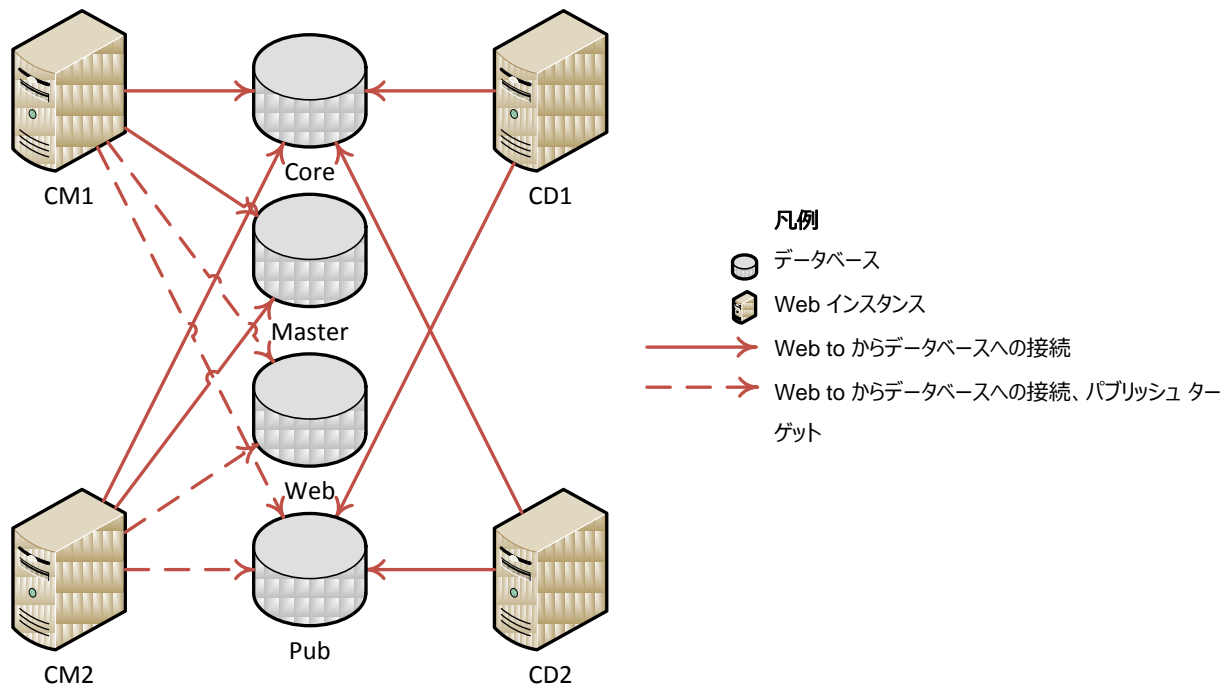 CM1
Core
CD1
Master
Web
CM2
Pub
CD2
凡例
データベース
Web インスタンス
Web to からデータベースへの接続
Web to からデータベースへの接続、パブリッシュ ター
ゲット